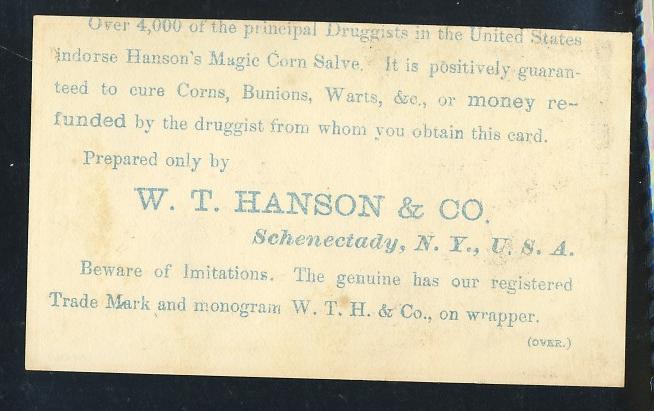 Over 4,000 of the principal Druggists in the United States
indorse Hanson's Magic Corn Salve. It is positively guaran-
teed to cure Corns, Bunions, Warts, &c., or money re-
funded by the druggist from whom you obtain this card.
Prepared only by
W. T. HANSON & CO.
Schenectady, N. Y., U. S. A.
Beware of Imitations. The genuine has our registered
Trade Mark and monogram W. T. H. & Co., on wrapper.
(OVER.)